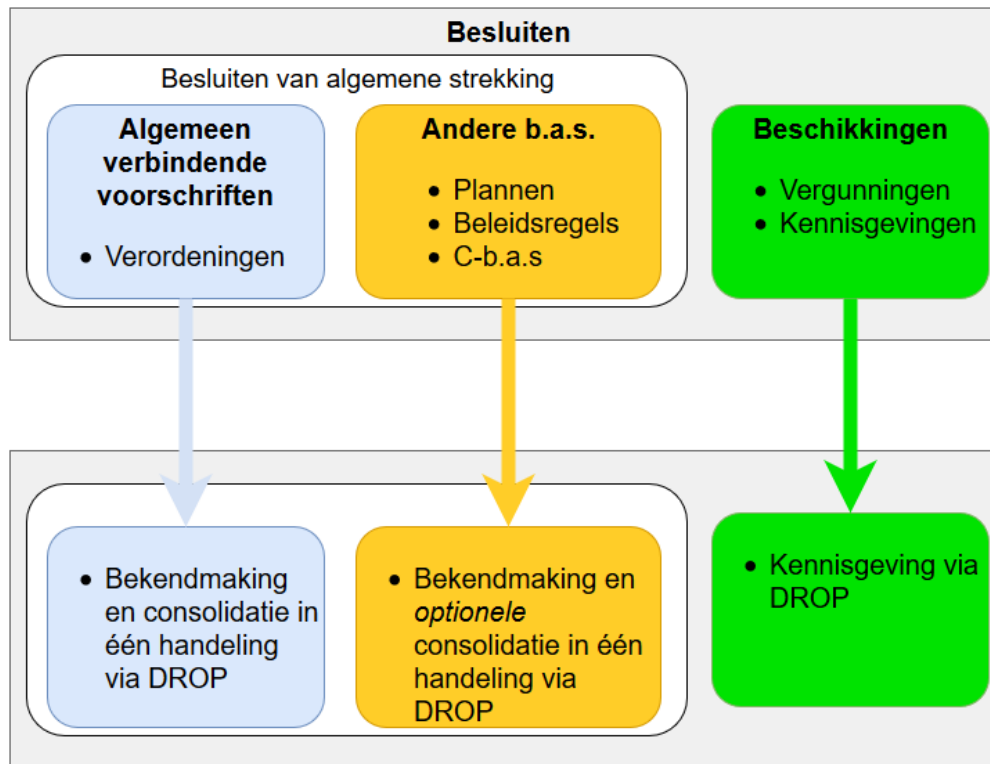 Besluiten
Besluiten van algemene strekking
Algemeen
verbindende
voorschriften
• Verordeningen
Andere b.a.s.
• Plannen
• Beleidsregels
• C-b.a.s
Beschikkingen
• Vergunningen
• Kennisgevingen
• Bekendmaking
en consolidatie in
één handeling
via DROP
• Bekendmaking en
optionele
consolidatie in één
handeling via
DROP
• Kennisgeving via
DROP